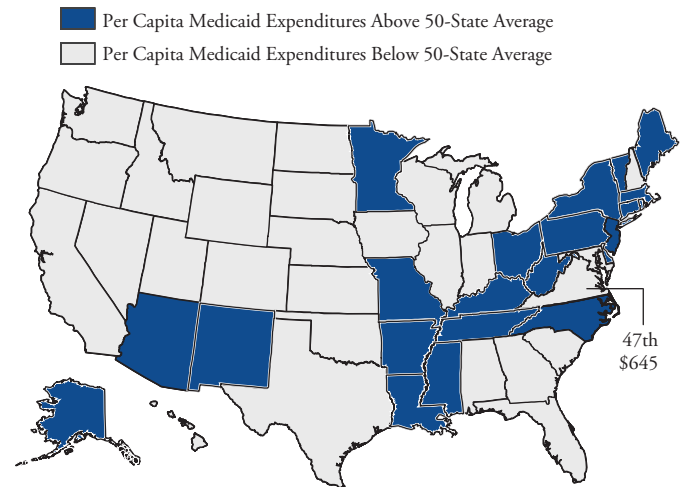 Per Capita Medicaid Expenditures Above 50-State Average
Per Capita Medicaid Expenditures Below 50-State Average
47th
$645